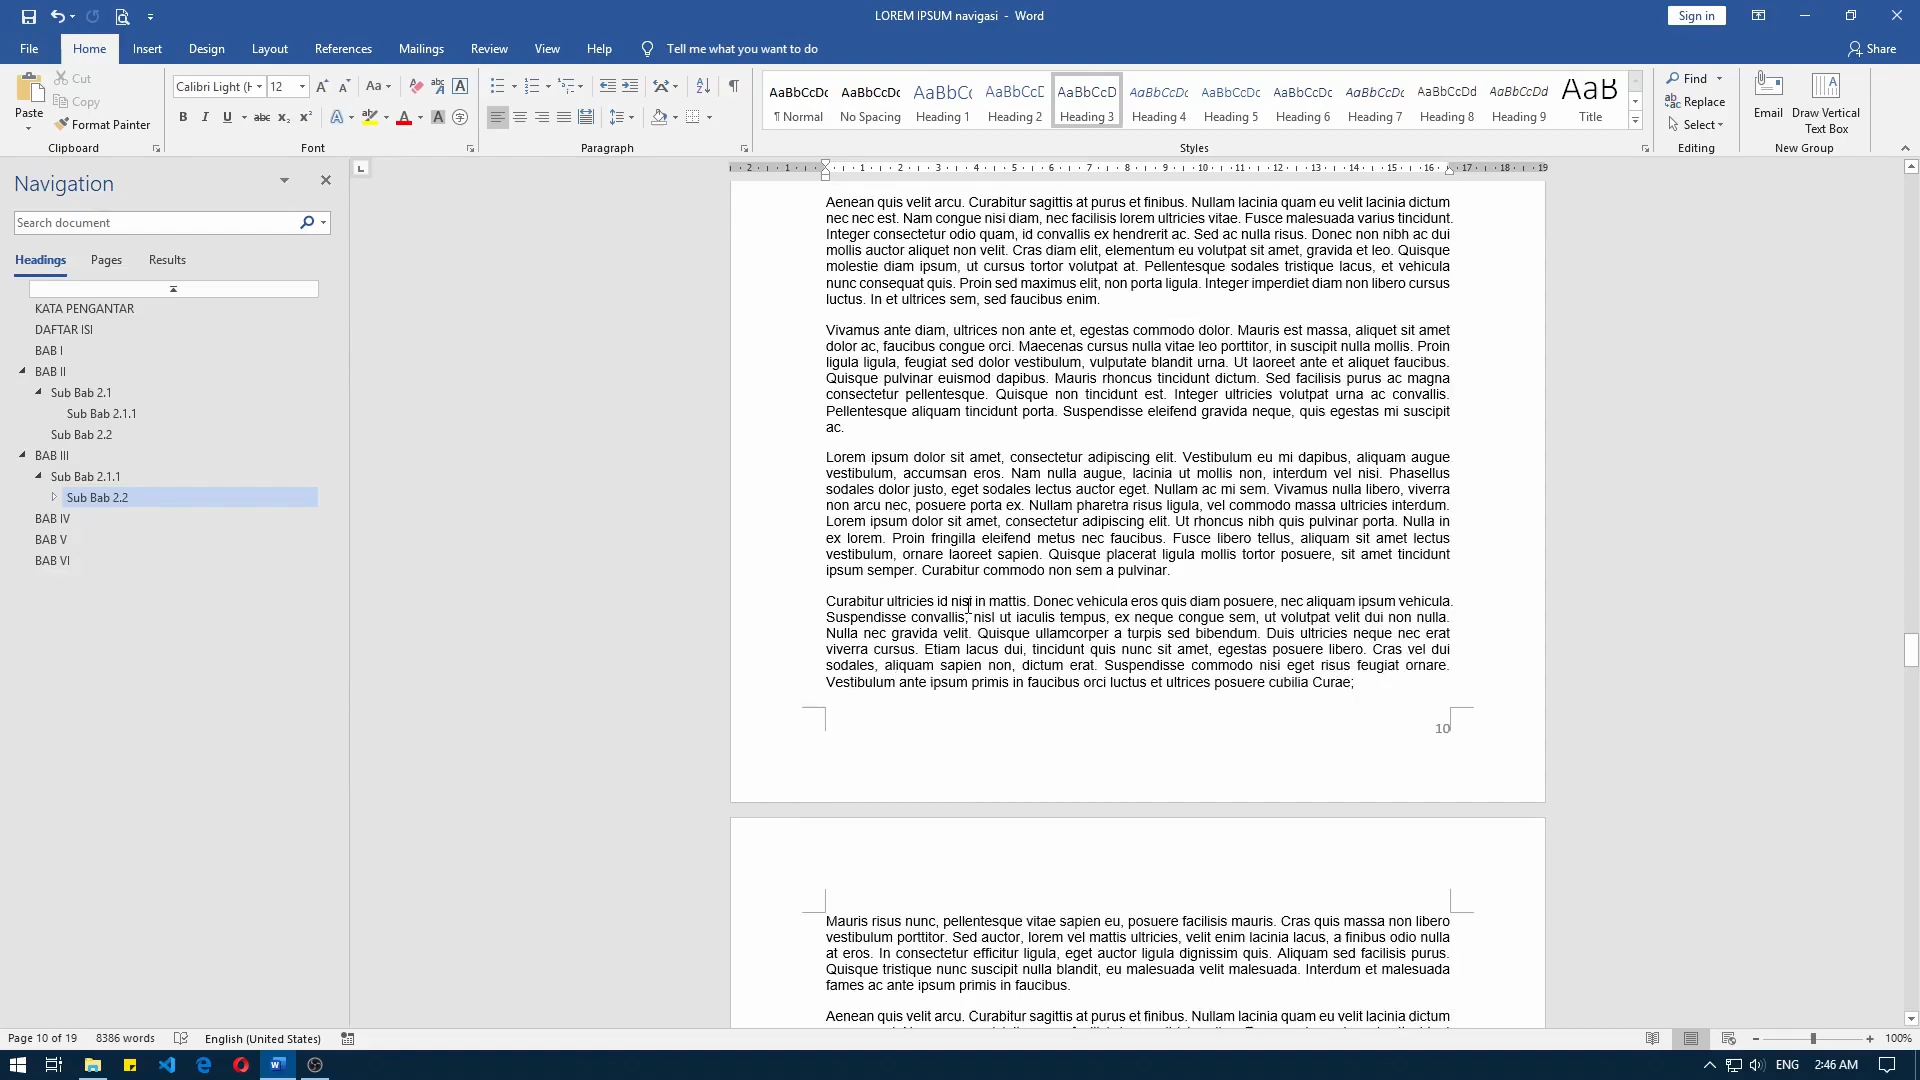 LOREM IPSUM navigasi - Word
Sign in
File Home Insert Design Layout References Mailings Review View Help Tell me what you want to do
Share
Paste
Cut
Copy
Format Painter
Clipboard
Calibri Light (H 12
Font
Paragraph
AaBbCcDc AaBbCcDc AaBbCc AaBbCcD AaBbCcD AaBbCcDc AaBbCcDc AaBbCcDc AaBbCcDc AaBbCcDd AaBbCcDd AaB
¶ Normal No Spacing Heading 1 Heading 2 Heading 3 Heading 4 Heading 5 Heading 6 Heading 7 Heading 8 Heading 9 Title
Styles
Find
Replace
Select
Editing
Email
Draw Vertical
Text Box
New Group
Navigation
Search document
Headings Pages Results
KATA PENGANTAR
DAFTAR ISI
BAB I
BAB II
Sub Bab 2.1
Sub Bab 2.1.1
Sub Bab 2.2
BAB III
Sub Bab 2.1.1
Sub Bab 2.2
BAB IV
BAB V
BAB VI
2 1 1 2 3 4 5 6 7 8 9 10 11 12 13 14 15 16 17 18 19
Aenean quis velit arcu. Curabitur sagittis at purus et finibus. Nullam lacinia quam eu velit lacinia dictum
nec nec est. Nam congue nisi diam, nec facilisis lorem ultricies vitae. Fusce malesuada varius tincidunt.
Integer consectetur odio quam, id convallis ex hendrerit ac. Sed ac nulla risus. Donec non nibh ac dui
mollis auctor aliquet non velit. Cras diam elit, elementum eu volutpat sit amet, gravida et leo. Quisque
molestie diam ipsum, ut cursus tortor volutpat at. Pellentesque sodales tristique lacus, et vehicula
nunc consequat quis. Proin sed maximus elit, non porta ligula. Integer imperdiet diam non libero cursus
luctus. In et ultrices sem, sed faucibus enim.
Vivamus ante diam, ultrices non ante et, egestas commodo dolor. Mauris est massa, aliquet sit amet
dolor ac, faucibus congue orci. Maecenas cursus nulla vitae leo porttitor, in suscipit nulla mollis. Proin
ligula ligula, feugiat sed dolor vestibulum, vulputate blandit urna. Ut laoreet ante et aliquet faucibus.
Quisque pulvinar euismod dapibus. Mauris rhoncus tincidunt dictum. Sed facilisis purus ac magna
consectetur pellentesque. Quisque non tincidunt est. Integer ultricies volutpat urna ac convallis.
Pellentesque aliquam tincidunt porta. Suspendisse eleifend gravida neque, quis egestas mi suscipit
ac.
Lorem ipsum dolor sit amet, consectetur adipiscing elit. Vestibulum eu mi dapibus, aliquam augue
vestibulum, accumsan eros. Nam nulla augue, lacinia ut mollis non, interdum vel nisi. Phasellus
sodales dolor justo, eget sodales lectus auctor eget. Nullam ac mi sem. Vivamus nulla libero, viverra
non arcu nec, posuere porta ex. Nullam pharetra risus ligula, vel commodo massa ultricies interdum.
Lorem ipsum dolor sit amet, consectetur adipiscing elit. Ut rhoncus nibh quis pulvinar porta. Nulla in
ex lorem. Proin fringilla eleifend metus nec faucibus. Fusce libero tellus, aliquam sit amet lectus
vestibulum, ornare laoreet sapien. Quisque placerat ligula mollis tortor posuere, sit amet tincidunt
ipsum semper. Curabitur commodo non sem a pulvinar.
Curabitur ultricies id nisi in mattis. Donec vehicula eros quis diam posuere, nec aliquam ipsum vehicula.
Suspendisse convallis, nisl ut iaculis tempus, ex neque congue sem, ut volutpat velit dui non nulla.
Nulla nec gravida velit. Quisque ullamcorper a turpis sed bibendum. Duis ultricies neque nec erat
viverra cursus. Etiam lacus dui, tincidunt quis nunc sit amet, egestas posuere libero. Cras vel dui
sodales, aliquam sapien non, dictum erat. Suspendisse commodo nisi eget risus feugiat ornare.
Vestibulum ante ipsum primis in faucibus orci luctus et ultrices posuere cubilia Curae;
10
Mauris risus nunc, pellentesque vitae sapien eu, posuere facilisis mauris. Cras quis massa non libero
vestibulum porttitor. Sed auctor, lorem vel mattis ultricies, velit enim lacinia lacus, a finibus odio nulla
at eros. In consectetur efficitur ligula, eget auctor ligula dignissim quis. Aliquam sed facilisis purus.
Quisque tristique nunc suscipit nulla blandit, eu malesuada velit malesuada. Interdum et malesuada
fames ac ante ipsum primis in faucibus.
Aenean quis velit arcu. Curabitur sagittis at purus et finibus. Nullam lacinia quam eu velit lacinia dictum
Page 10 of 19 8386 words English (United States) 100%
ENG 2:46 AM